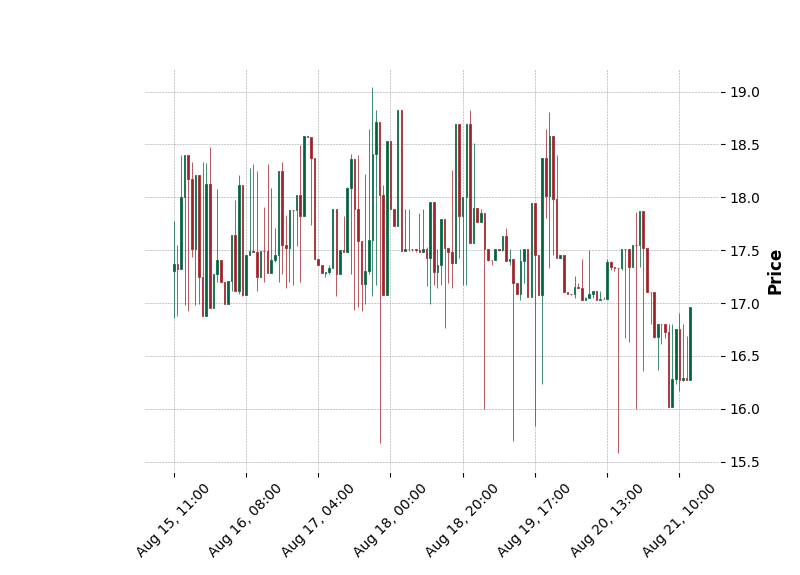 19.0
18.5
18.0
17.5
17.0
16.5
16.0
15.5
Price
Aug 15, 11:00
Aug 16, 08:00
Aug 17, 04:00
Aug 18, 00:00
Aug 18, 20:00
Aug 19, 17:00
Aug 20, 13:00
Aug 21, 10:00